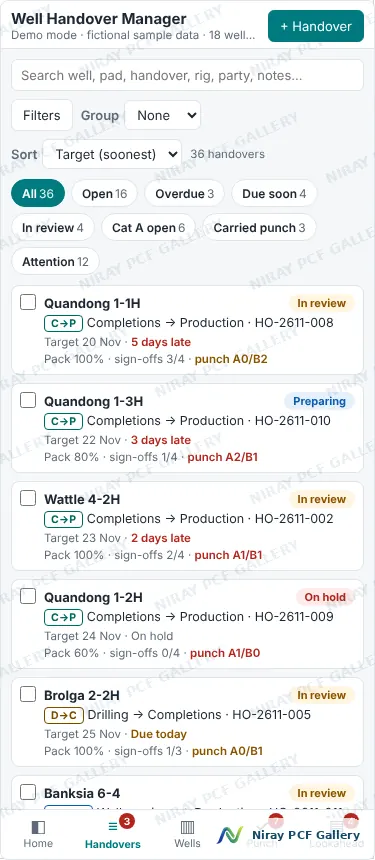 Well Handover Manager
Demo mode · fictional sample data · 18 well...
+ Handover
Search well, pad, handover, rig, party, notes...
Filters Group None
Sort Target (soonest) 36 handovers
All 36 Open 16 Overdue 3 Due soon 4
In review 4 Cat A open 6 Carried punch 3
Attention 12
Quandong 1-1H In review
C→P Completions → Production · HO-2611-008
Target 20 Nov · 5 days late
Pack 100% · sign-offs 3/4 · punch A0/B2
Quandong 1-3H Preparing
C→P Completions → Production · HO-2611-010
Target 22 Nov · 3 days late
Pack 80% · sign-offs 1/4 · punch A2/B1
Wattle 4-2H In review
C→P Completions → Production · HO-2611-002
Target 23 Nov · 2 days late
Pack 100% · sign-offs 2/4 · punch A1/B1
Quandong 1-2H On hold
C→P Completions → Production · HO-2611-009
Target 24 Nov · On hold
Pack 60% · sign-offs 0/4 · punch A1/B0
Brolga 2-2H In review
D→C Drilling → Completions · HO-2611-005
Target 25 Nov · Due today
Pack 100% · sign-offs 1/3 · punch A0/B1
Banksia 6-4 In review
Home Handovers 3 Wells Punch Lookahead
Niray PCF Gallery
NIRAY PCF GALLERY